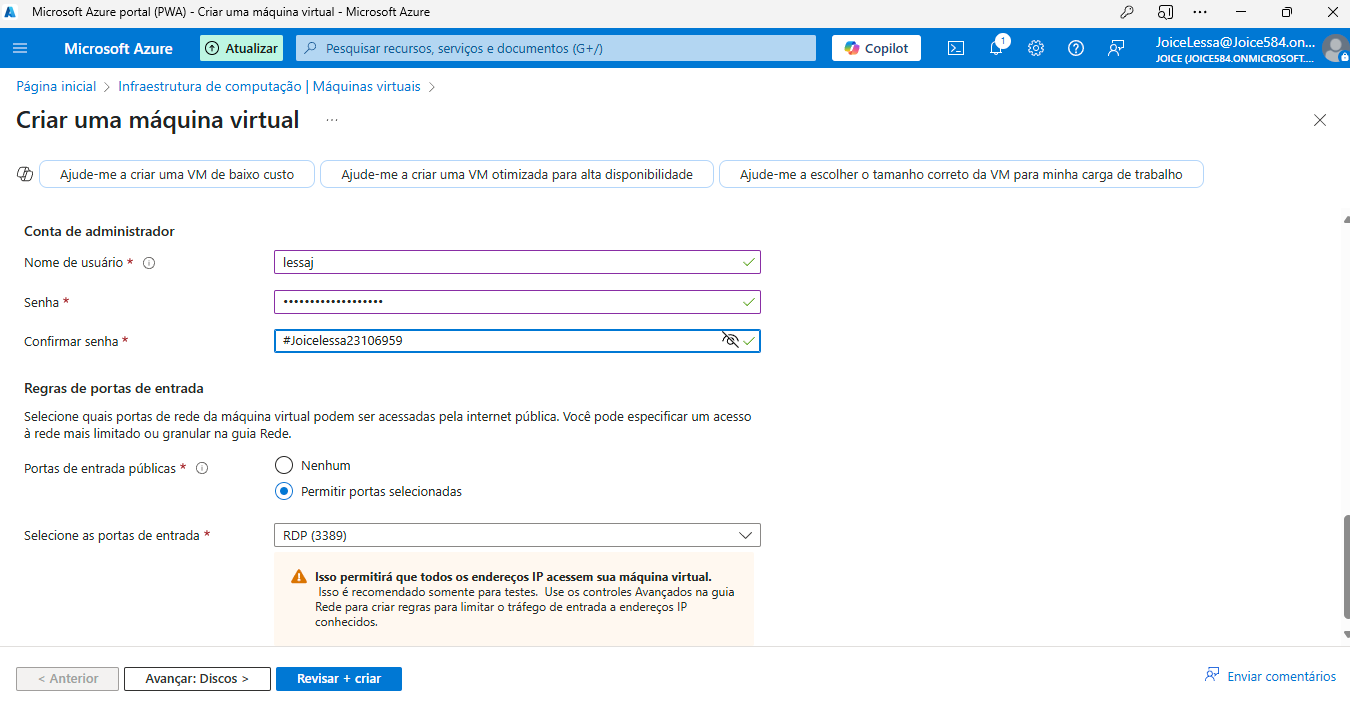 Microsoft Azure portal (PWA) - Criar uma máquina virtual - Microsoft Azure
Microsoft Azure
Atualizar
Pesquisar recursos, serviços e documentos (G+/)
Copilot
1
JoiceLessa@Joice584.on...
JOICE (JOICE584.ONMICROSOFT....
Página inicial > Infraestrutura de computação | Máquinas virtuais >
Criar uma máquina virtual ...
Ajude-me a criar uma VM de baixo custo
Ajude-me a criar uma VM otimizada para alta disponibilidade
Ajude-me a escolher o tamanho correto da VM para minha carga de trabalho
Conta de administrador
Nome de usuário *
lessaj
Senha *
•••••••••••••••••••
Confirmar senha *
#Joicelessa23106959
Regras de portas de entrada
Selecione quais portas de rede da máquina virtual podem ser acessadas pela internet pública. Você pode especificar um acesso
à rede mais limitado ou granular na guia Rede.
Portas de entrada públicas *
Nenhum
Permitir portas selecionadas
Selecione as portas de entrada *
RDP (3389)
Isso permitirá que todos os endereços IP acessem sua máquina virtual.
Isso é recomendado somente para testes. Use os controles Avançados na guia
Rede para criar regras para limitar o tráfego de entrada a endereços IP
conhecidos.
< Anterior
Avançar: Discos >
Revisar + criar
Enviar comentários